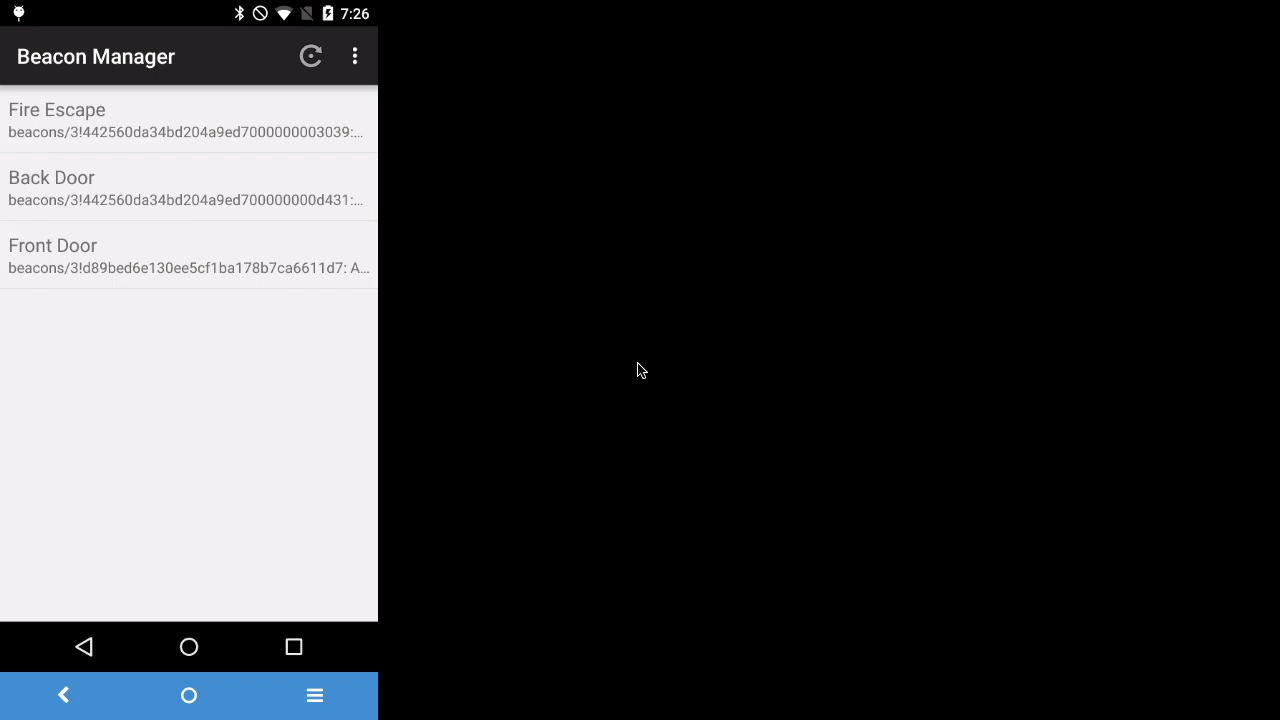 7:26
Beacon Manager
Fire Escape
beacons/3!442560da34bd204a9ed7000000003039:...
Back Door
beacons/3!442560da34bd204a9ed700000000d431:...
Front Door
beacons/3!d89bed6e130ee5cf1ba178b7ca6611d7: A...